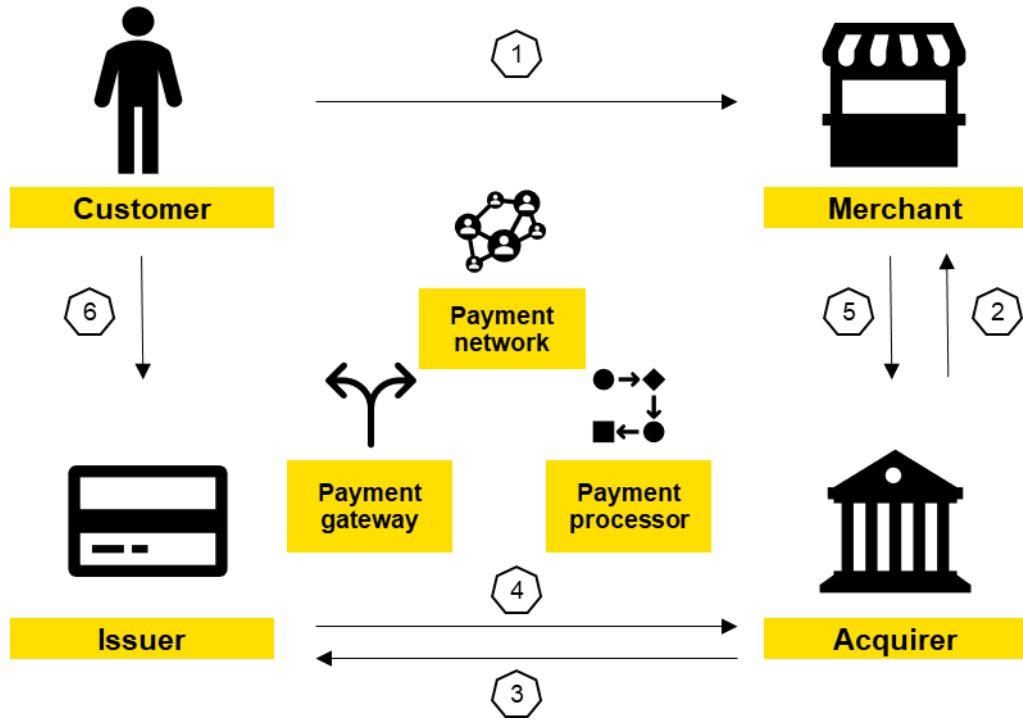 1
Customer
Merchant
6
Payment
network
5
2
Payment
gateway
Payment
processor
4
Issuer
Acquirer
3